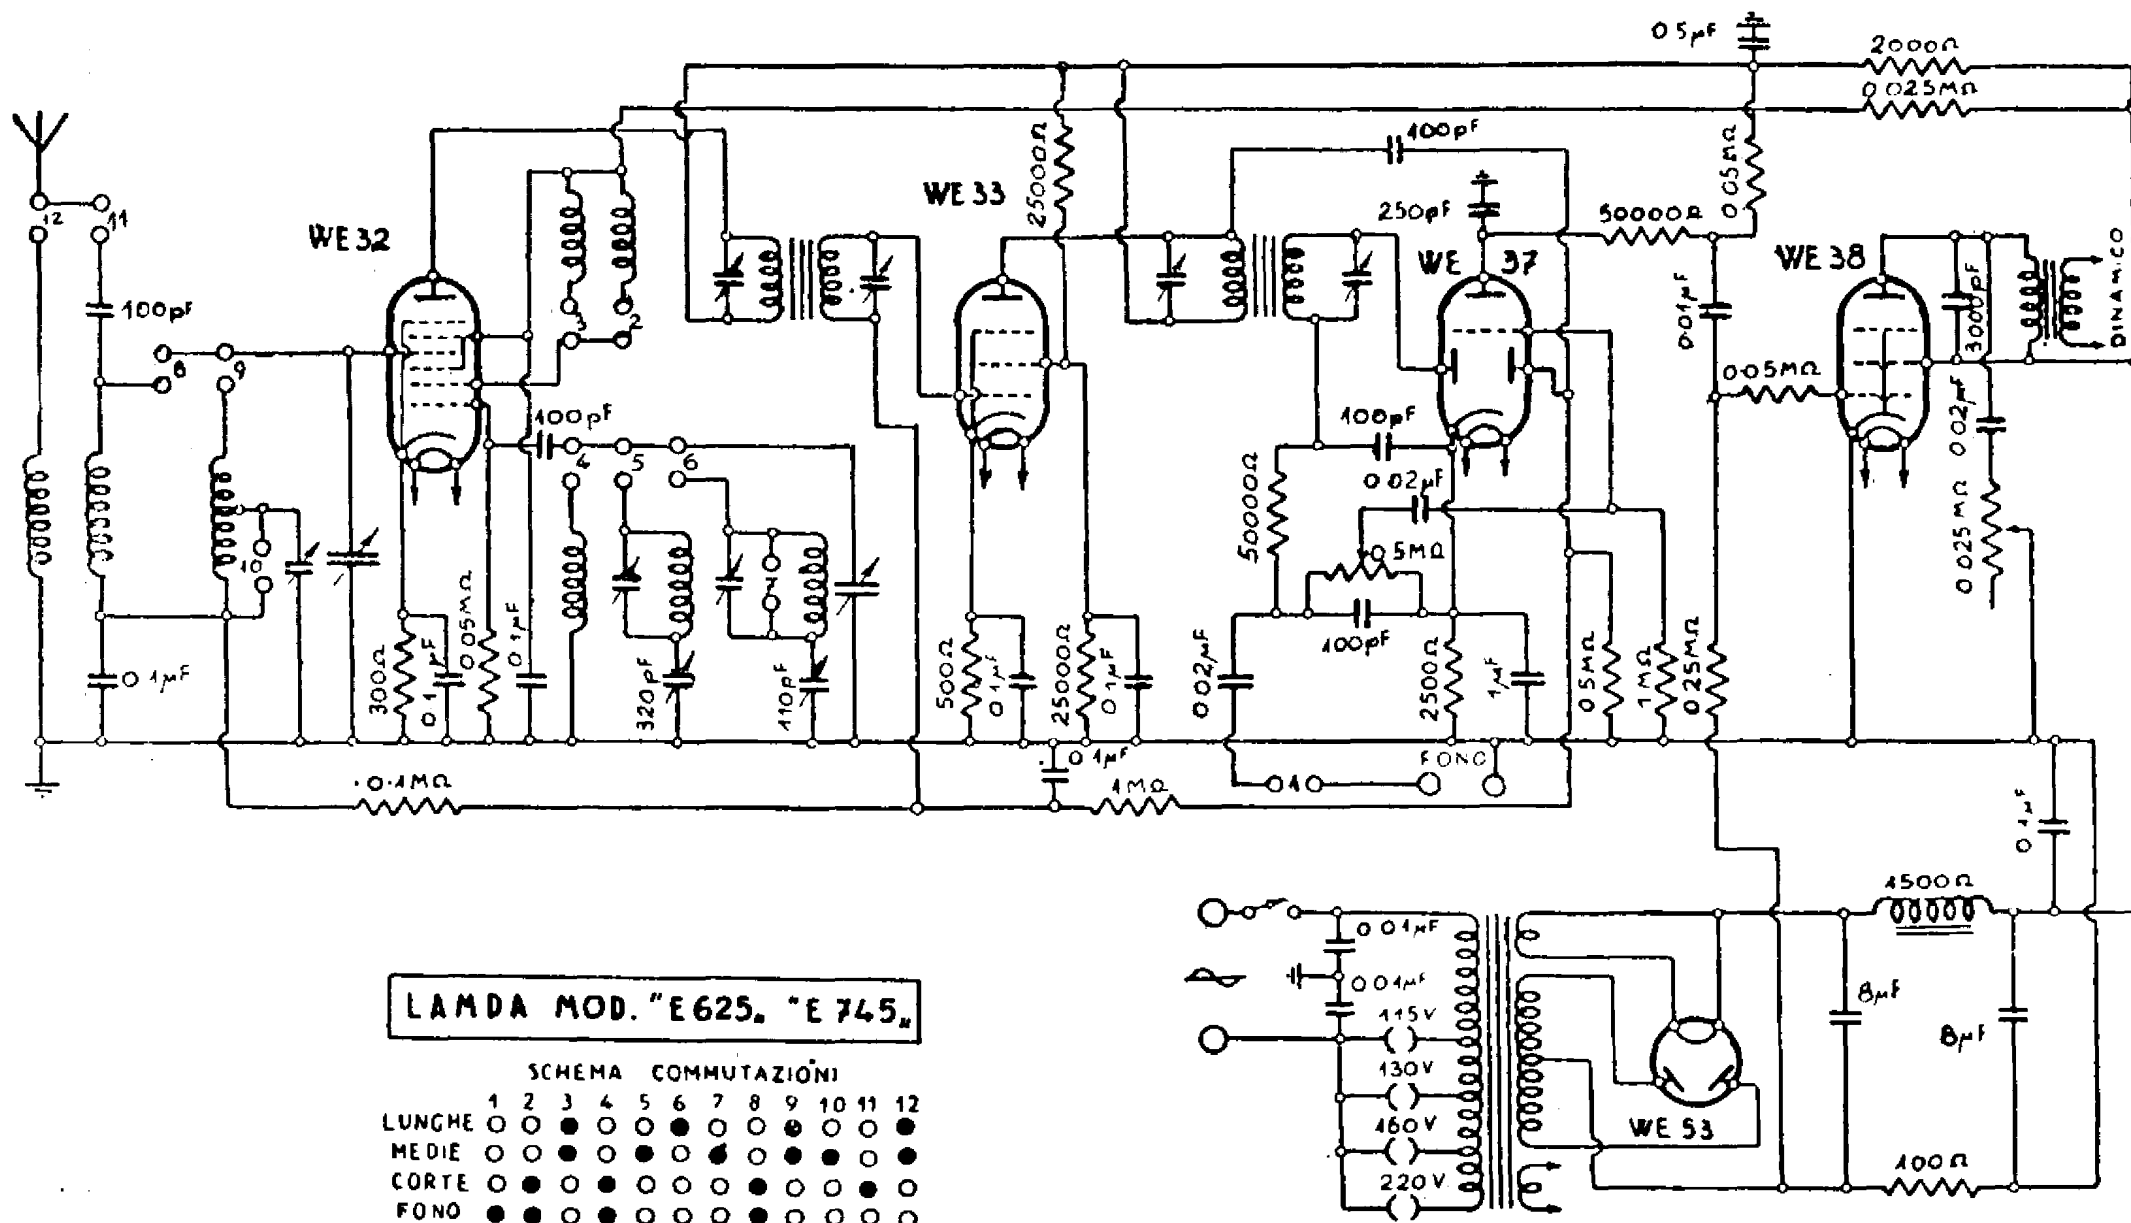 0.5µF
2000Ω
0.025MΩ
25000Ω
100pF
0.05MΩ
12
11
WE 32
WE 33
250pF
50000Ω
WE 37
WE 38
DINAMICO
100pF
3
2
0.01µF
3000pF
8
9
0.05MΩ
100pF
100pF
0.02µF
4
5
6
50000Ω
0.02µF
0.025MΩ
10
0.5MΩ
7
300Ω
0.1µF
0.05MΩ
0.1µF
320pF
110pF
500Ω
0.1µF
25000Ω
0.1µF
0.02µF
100pF
2500Ω
1µF
0.5MΩ
1MΩ
0.25MΩ
0.1µF
0.1µF
FONO
0.1MΩ
1MΩ
1
0.1µF
1500Ω
0.01µF
0.01µF
8µF
8µF
115V
130V
160V
220V
WE 53
100Ω
LAMDA MOD. "E625„ "E745„
SCHEMA COMMUTAZIONI
1 2 3 4 5 6 7 8 9 10 11 12
LUNGHE
MEDIE
CORTE
FONO